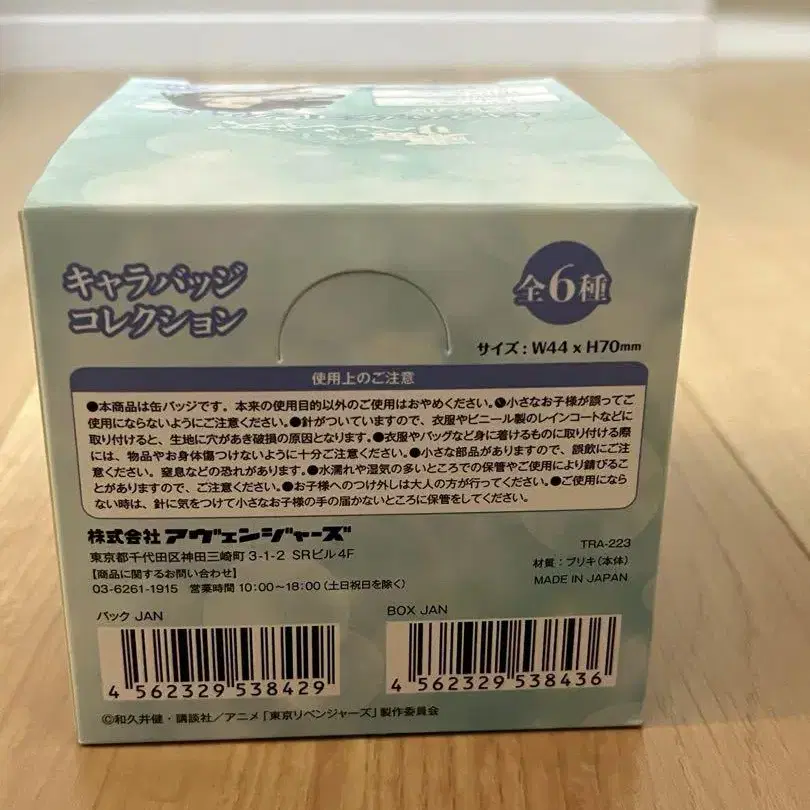 キャラバッジ
コレクション
全6種
サイズ：W44 x H70mm
使用上のご注意
●本商品は缶バッジです。本来の使用目的以外のご使用はおやめください。●小さなお子様が誤ってご
使用にならないようにご注意ください。●針がついていますので、衣服やビニール製のレインコートなどに
取り付けると、生地に穴があき破損の原因となります。●衣服やバッグなど身に着けるものに取り付ける際
には、物品やお身体傷つけないように十分ご注意ください。●小さな部品がありますので、誤飲にご注
意ください。窒息などの恐れがあります。●水濡れや湿気の多いところでの保管やご使用により錆びるこ
とがありますので、ご注意ください。●お子様へのつけ外しは大人の方が行ってください。●ご使用になら
ない時は、針に気をつけて小さなお子様の手の届かないところに保管をしてください。
株式会社アヴェンジャーズ
東京都千代田区神田三崎町3-1-2 SRビル4F
【商品に関するお問い合わせ】
03-6261-1915 営業時間 10:00〜18:00（土日祝日を除く）
TRA-223
材質：ブリキ（本体）
MADE IN JAPAN
パック JAN
4 562329 538429
BOX JAN
4 562329 538436
©和久井健・講談社／アニメ「東京リベンジャーズ」製作委員会